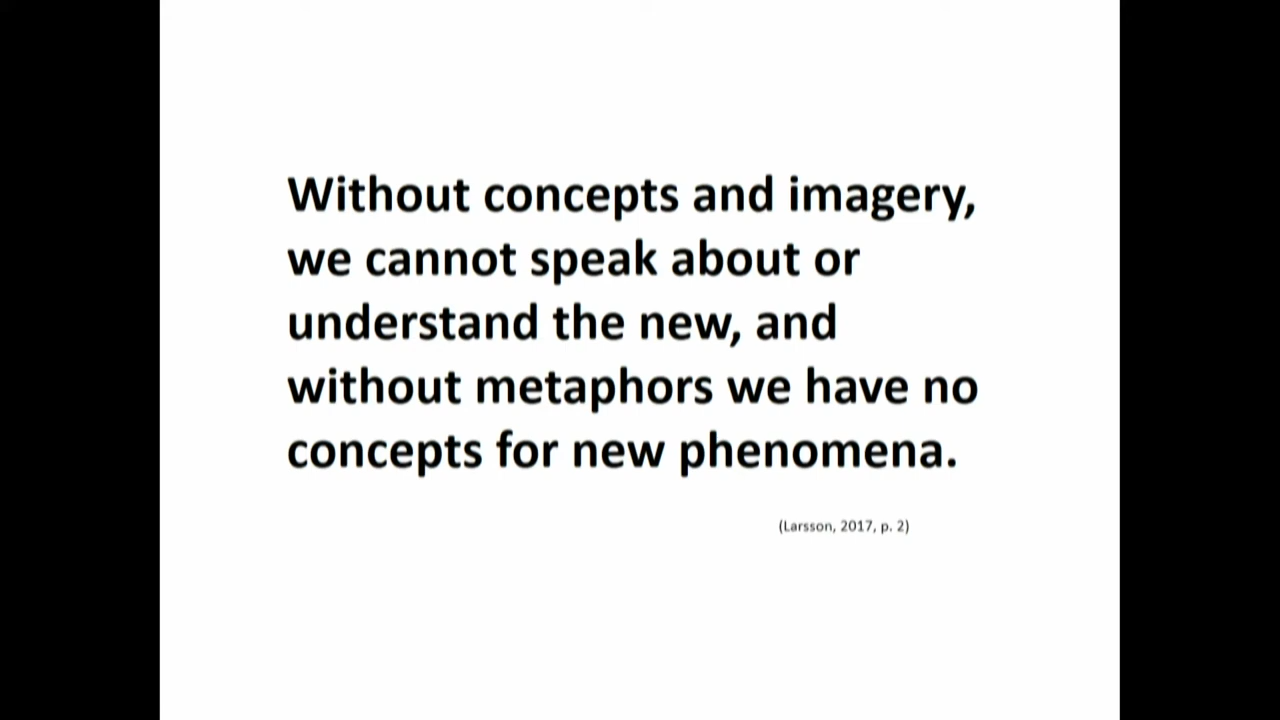 Without concepts and imagery,
we cannot speak about or
understand the new, and
without metaphors we have no
concepts for new phenomena.
(Larsson, 2017, p. 2)